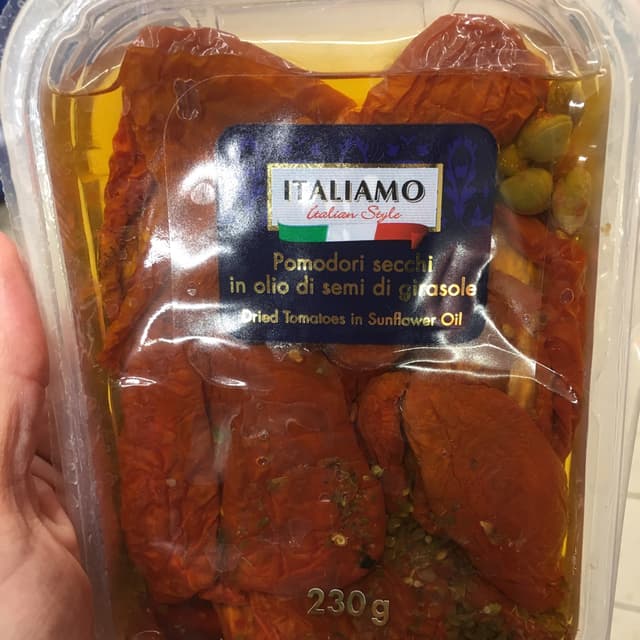 ITALIAMO
Italian Style
Pomodori secchi
in olio di semi di girasole
Dried Tomatoes in Sunflower Oil
230g